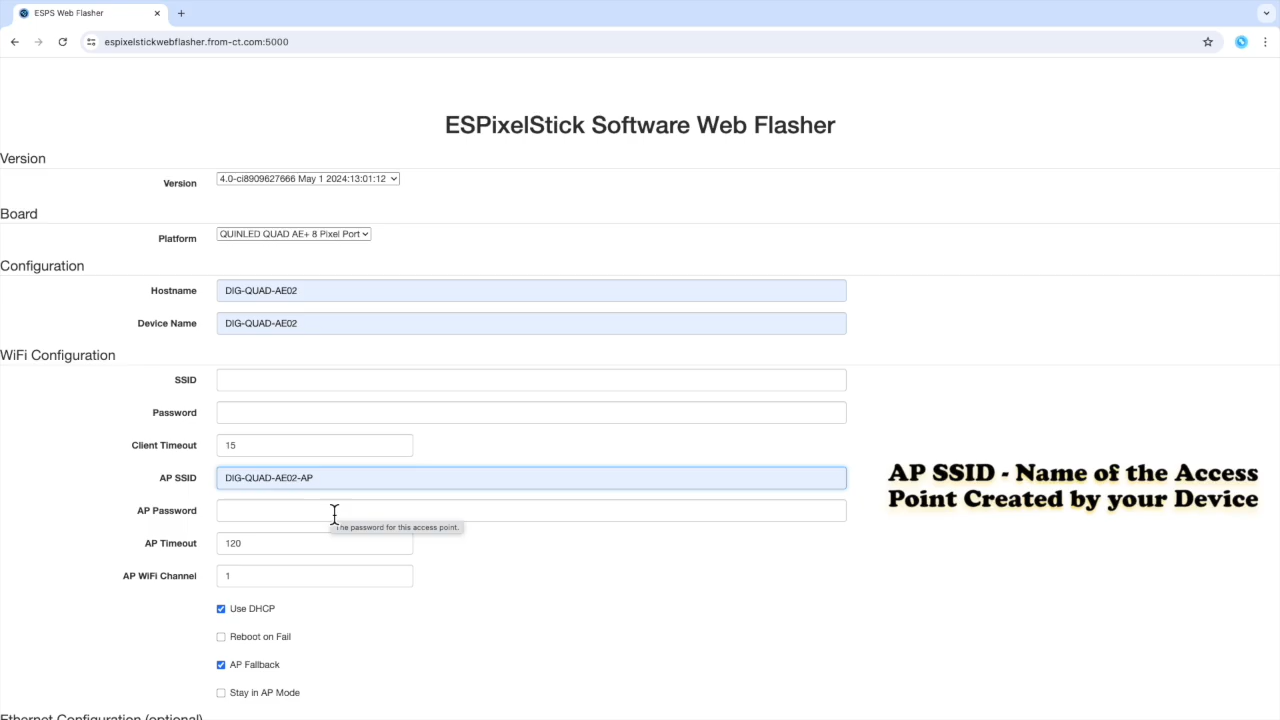 ESPS Web Flasher
espixelstickwebflasher.from-ct.com:5000
ESPixelStick Software Web Flasher
Version
Version 4.0-ci8909627666 May 1 2024:13:01:12
Board
Platform QUINLED QUAD AE+ 8 Pixel Port
Configuration
Hostname DIG-QUAD-AE02
Device Name DIG-QUAD-AE02
WiFi Configuration
SSID
Password
Client Timeout 15
AP SSID DIG-QUAD-AE02-AP
AP SSID - Name of the Access
Point Created by your Device
AP Password
The password for this access point.
AP Timeout 120
AP WiFi Channel 1
Use DHCP
Reboot on Fail
AP Fallback
Stay in AP Mode
Ethernet Configuration (optional)